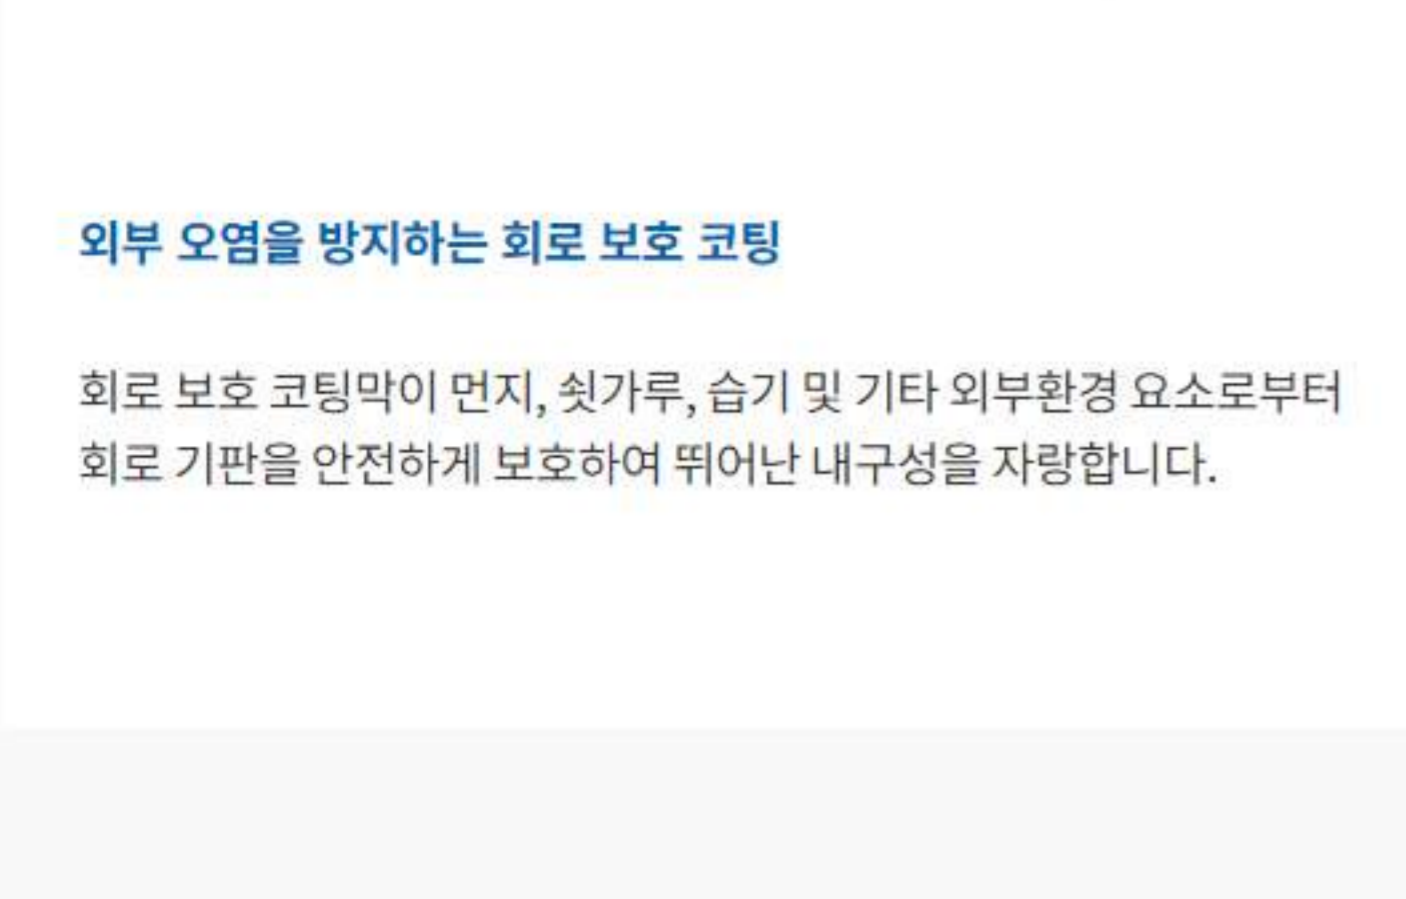 외부 오염을 방지하는 회로 보호 코팅
회로 보호 코팅막이 먼지, 쇳가루, 습기 및 기타 외부환경 요소로부터
회로 기판을 안전하게 보호하여 뛰어난 내구성을 자랑합니다.